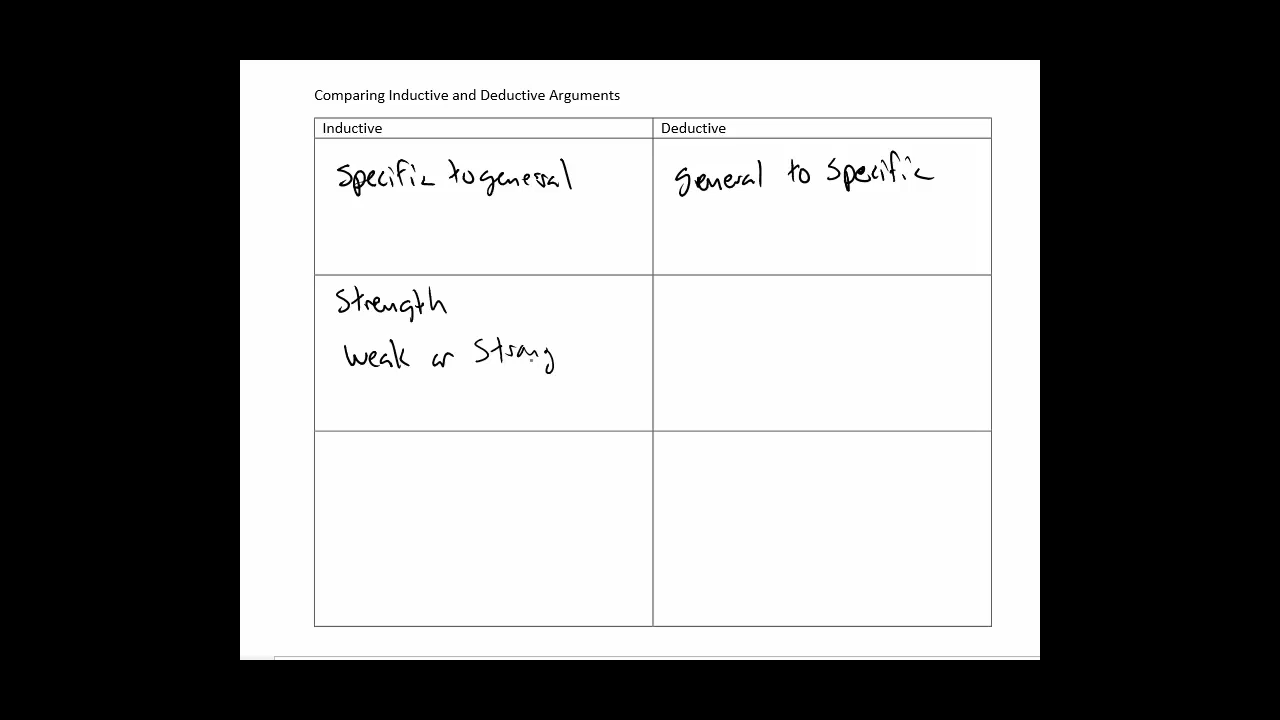 Comparing Inductive and Deductive Arguments
Inductive
Deductive
Specific to general
general to Specific
Strength
Weak or Strong